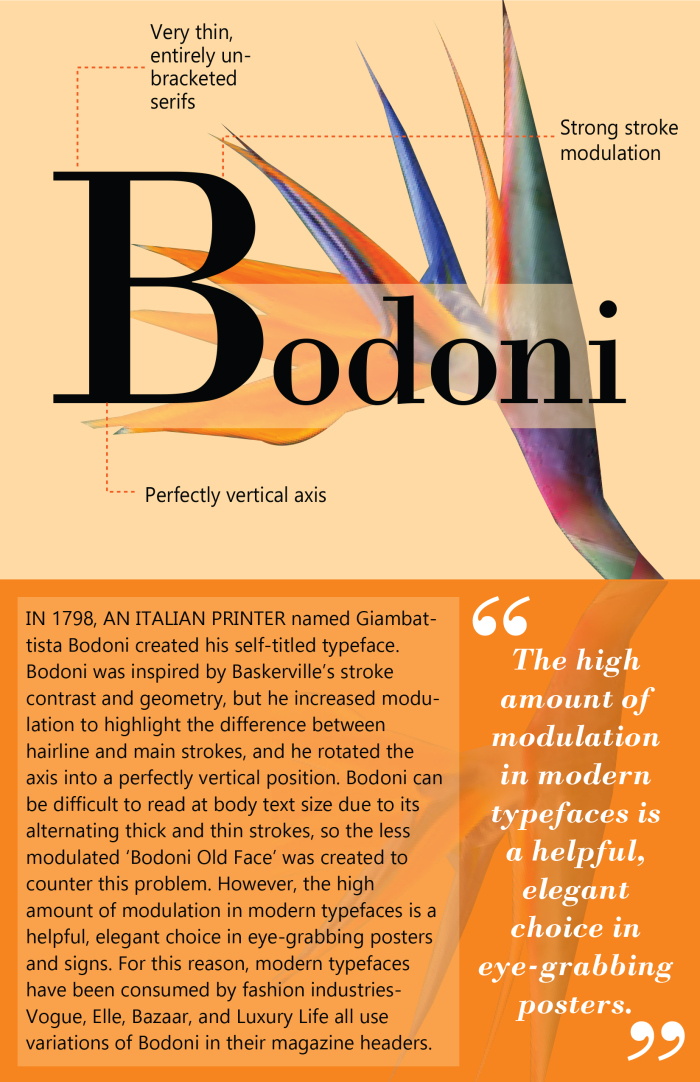 Very thin,
entirely un-
bracketed
serifs
Strong stroke
modulation
Bodoni
Perfectly vertical axis
IN 1798, AN ITALIAN PRINTER named Giambat-
tista Bodoni created his self-titled typeface.
Bodoni was inspired by Baskerville’s stroke
contrast and geometry, but he increased modu-
lation to highlight the difference between
hairline and main strokes, and he rotated the
axis into a perfectly vertical position. Bodoni can
be difficult to read at body text size due to its
alternating thick and thin strokes, so the less
modulated ‘Bodoni Old Face’ was created to
counter this problem. However, the high
amount of modulation in modern typefaces is a
helpful, elegant choice in eye-grabbing posters
and signs. For this reason, modern typefaces
have been consumed by fashion industries-
Vogue, Elle, Bazaar, and Luxury Life all use
variations of Bodoni in their magazine headers.
“
The high
amount of
modulation
in modern
typefaces is
a helpful,
elegant
choice in
eye-grabbing
posters.
”